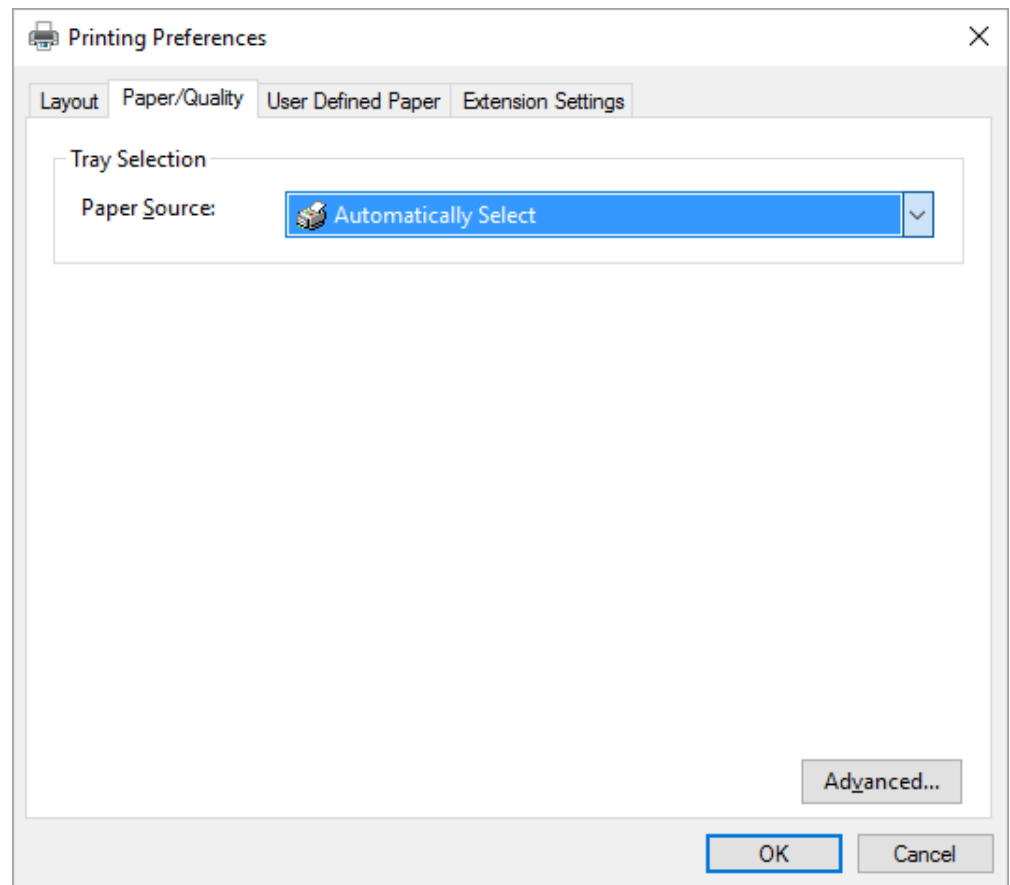 Printing Preferences
Layout Paper/Quality User Defined Paper Extension Settings
Tray Selection
Paper Source: Automatically Select
Advanced...
OK Cancel